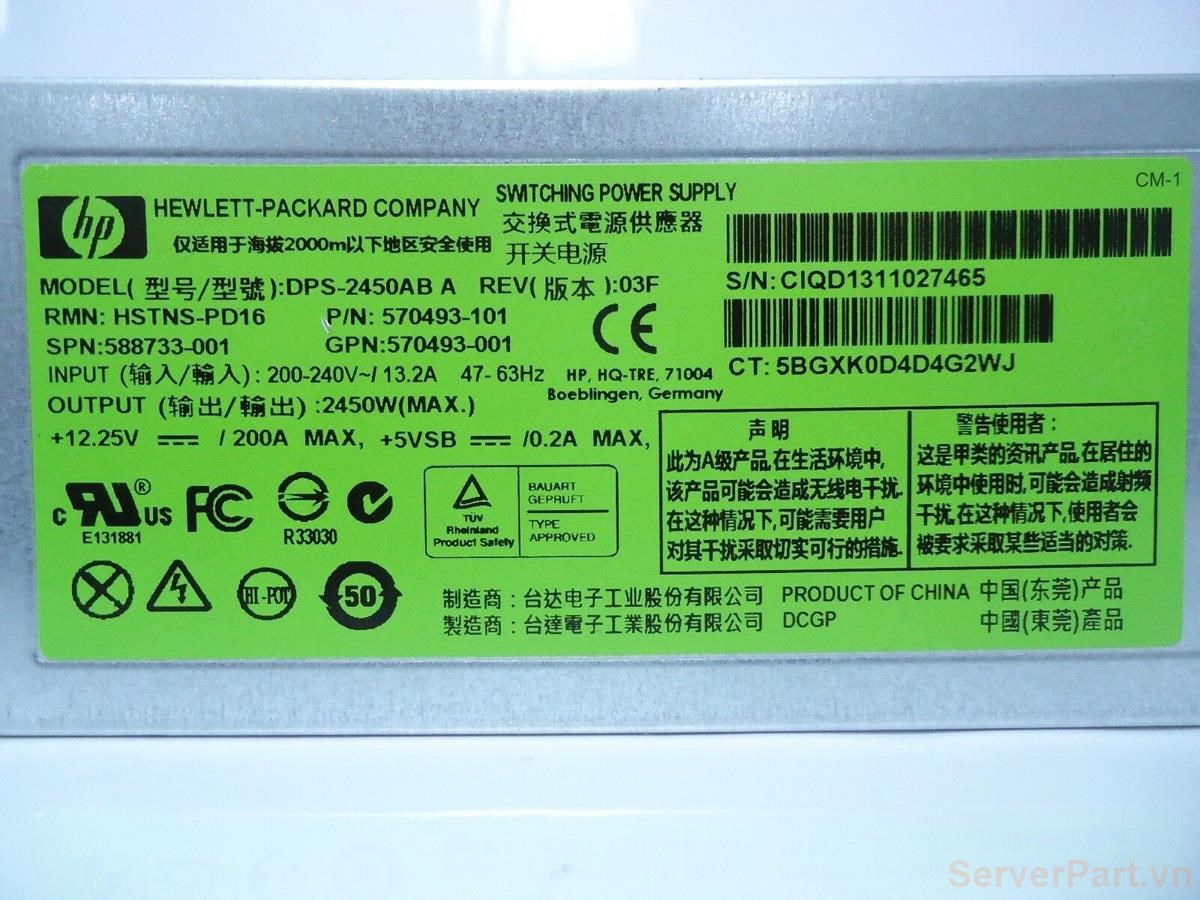 CM-1
hp
HEWLETT-PACKARD COMPANY
仅适用于海拔2000m以下地区安全使用
SWITCHING POWER SUPPLY
交換式電源供應器
开关电源
MODEL( 型号/型號 ):DPS-2450AB A REV( 版本 ):03F
RMN: HSTNS-PD16 P/N: 570493-101
SPN:588733-001 GPN:570493-001
INPUT (输入/輸入) : 200-240V~/ 13.2A 47- 63Hz
OUTPUT (输出/輸出) :2450W(MAX.)
+12.25V / 200A MAX, +5VSB /0.2A MAX,
CE
HP, HQ-TRE, 71004
Boeblingen, Germany
S/N: CIQD1311027465
CT: 5BGXK0D4D4G2WJ
声 明
此为A级产品,在生活环境中,
该产品可能会造成无线电干扰.
在这种情况下,可能需要用户
对其干扰采取切实可行的措施.
警告使用者 :
这是甲类的资讯产品,在居住的
环境中使用时,可能会造成射频
干扰,在这种情况下,使用者会
被要求采取某些适当的对策.
c RU ® US
E131881
FC
R33030
TÜV
Rheinland
Product Safety
BAUART
GEPRÜFT
TYPE
APPROVED
HI-POT
50
制造商 : 台达电子工业股份有限公司 PRODUCT OF CHINA 中国(东莞)产品
製造商 : 台達電子工業股份有限公司 DCGP 中國(東莞)產品
ServerPart.vn